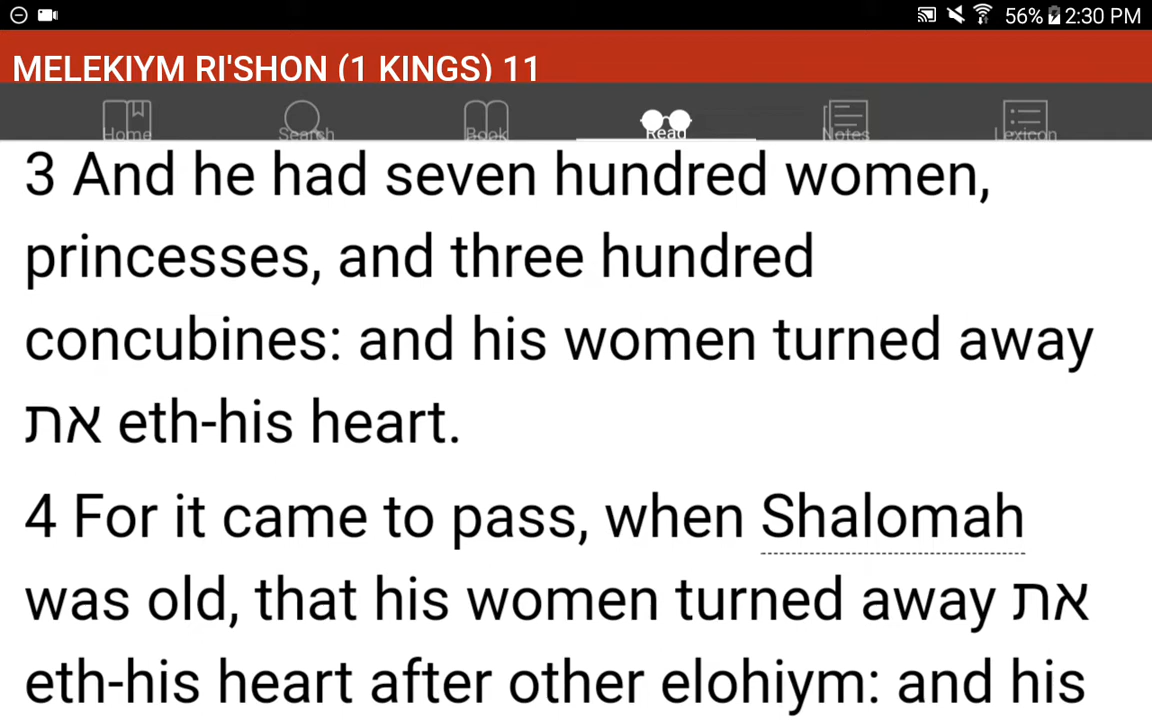 56% 2:30 PM
MELEKIYM RI'SHON (1 KINGS) 11
Home Search Book Read Notes Lexicon
3 And he had seven hundred women,
princesses, and three hundred
concubines: and his women turned away
את eth-his heart.
4 For it came to pass, when Shalomah
was old, that his women turned away את
eth-his heart after other elohiym: and his